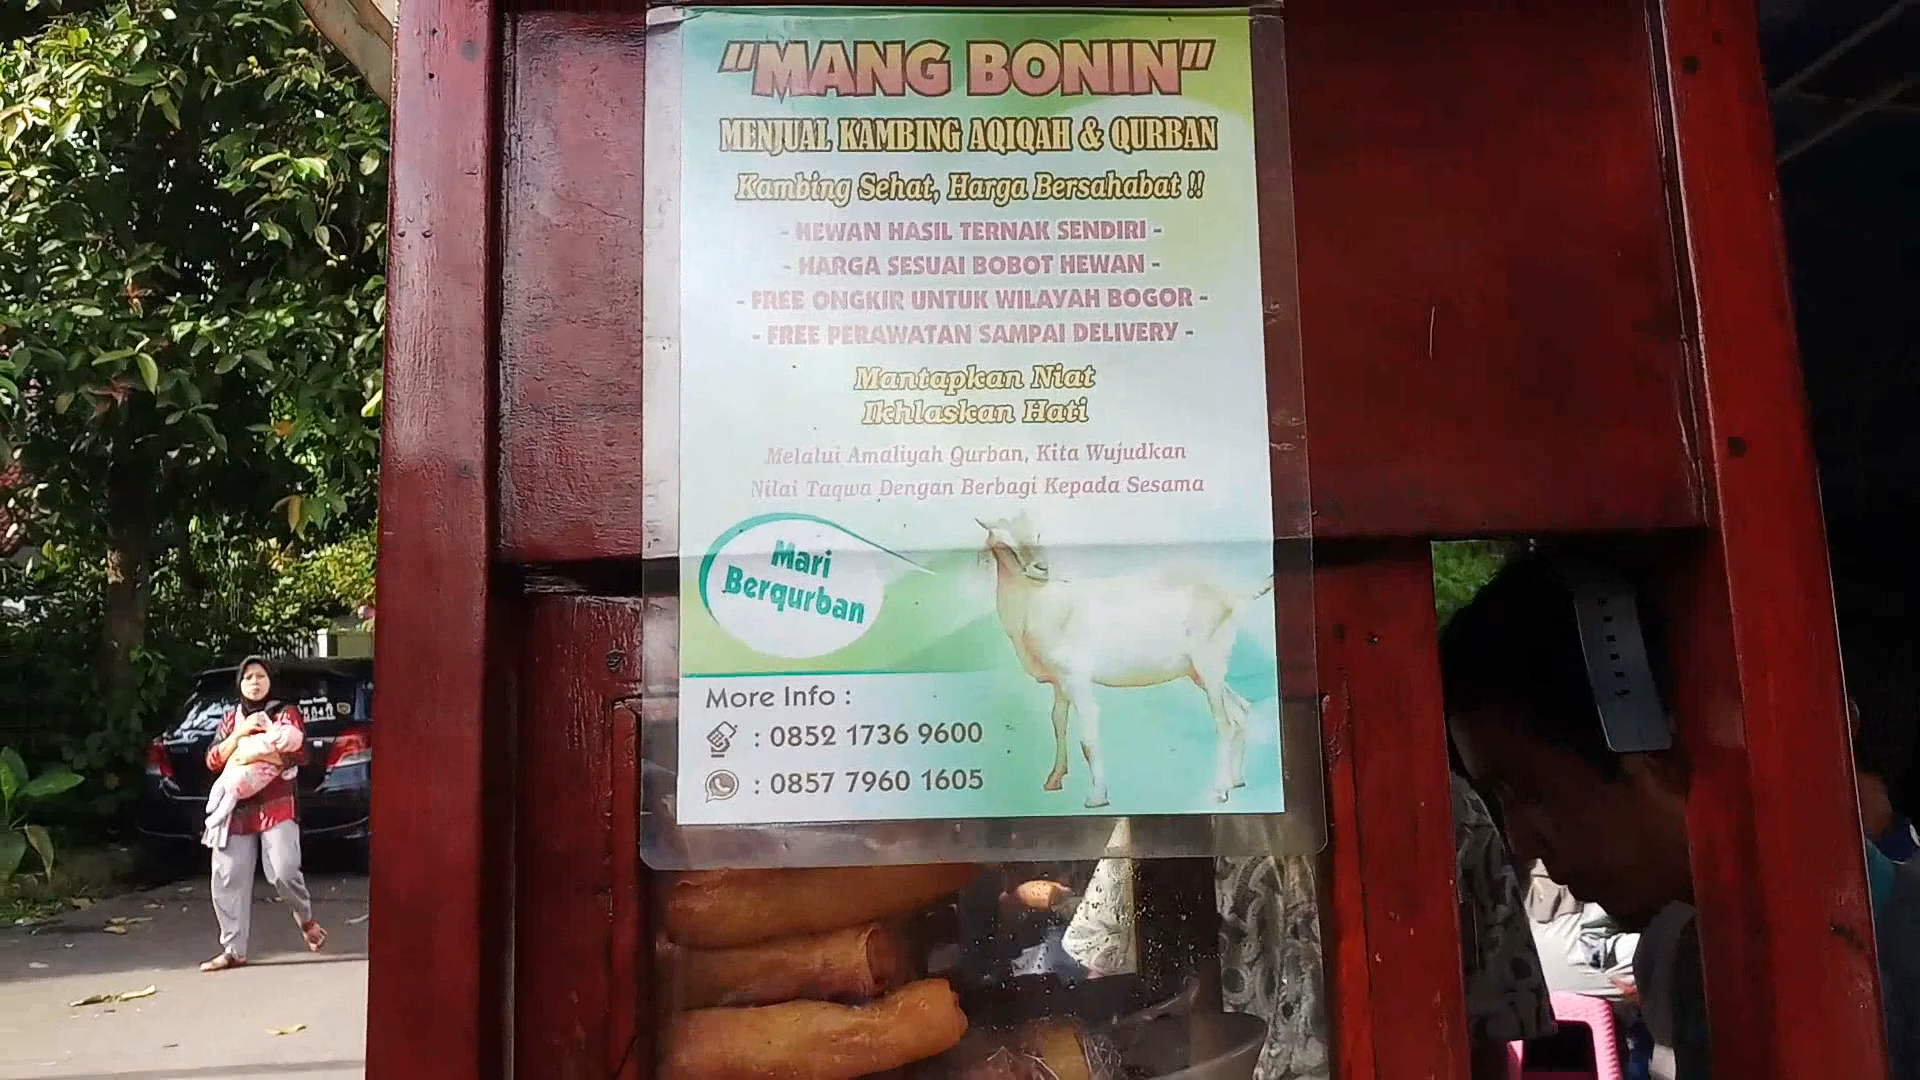 "MANG BONIN"
MENJUAL KAMBING AQIQAH & QURBAN
Kambing Sehat, Harga Bersahabat !!
- HEWAN HASIL TERNAK SENDIRI -
- HARGA SESUAI BOBOT HEWAN -
- FREE ONGKIR UNTUK WILAYAH BOGOR -
- FREE PERAWATAN SAMPAI DELIVERY -
Mantapkan Niat
Ikhlaskan Hati
Melalui Amaliyah Qurban, Kita Wujudkan
Nilai Taqwa Dengan Berbagi Kepada Sesama
Mari
Berqurban
More Info :
: 0852 1736 9600
: 0857 7960 1605